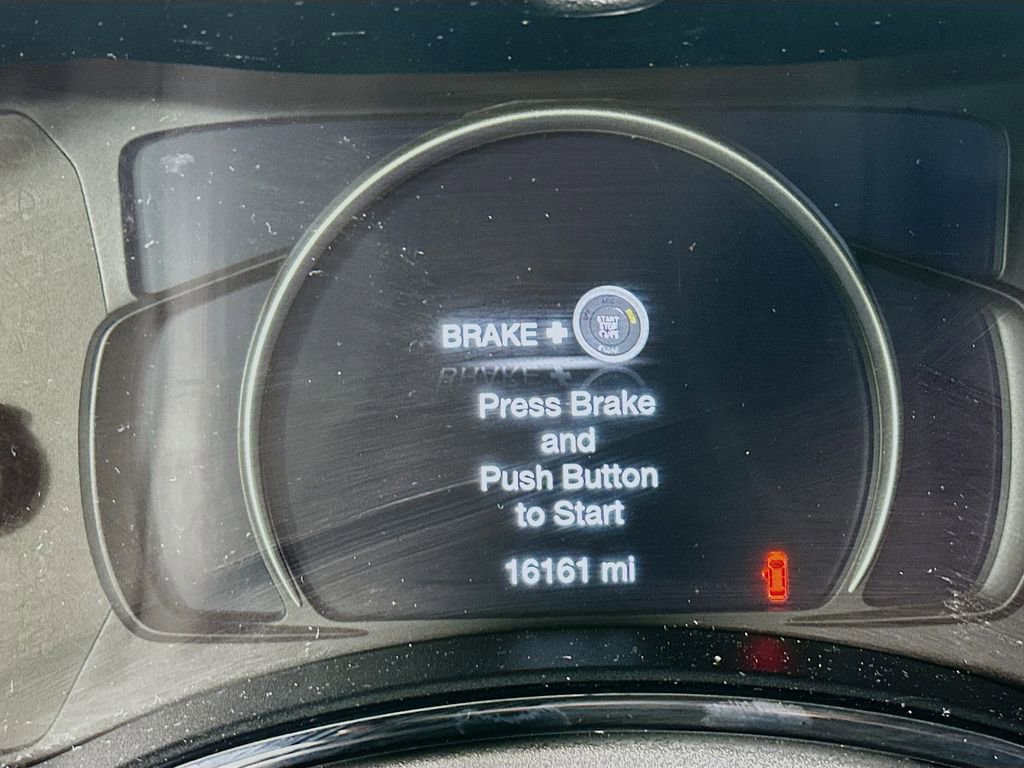 BRAKE +
START
STOP
Press Brake
and
Push Button
to Start
16161 mi